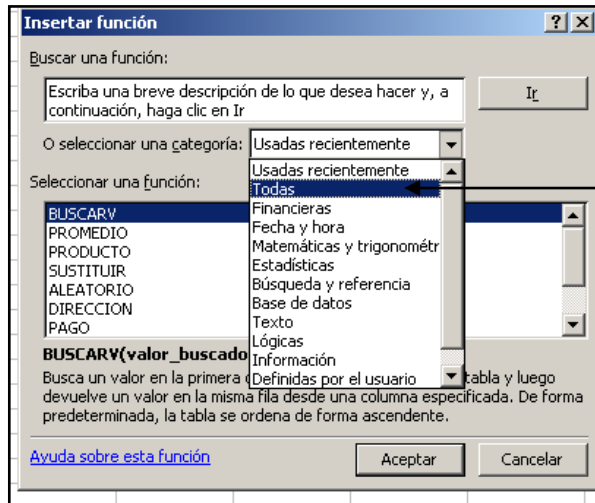 Insertar función
Buscar una función:
Escriba una breve descripción de lo que desea hacer y, a
continuación, haga clic en Ir
Ir
O seleccionar una categoría: Usadas recientemente
Usadas recientemente
Todas
Financieras
Fecha y hora
Matemáticas y trigonométr
Estadísticas
Búsqueda y referencia
Base de datos
Texto
Lógicas
Información
Definidas por el usuario
Seleccionar una función:
BUSCARV
PROMEDIO
PRODUCTO
SUSTITUIR
ALEATORIO
DIRECCION
PAGO
BUSCARV(valor_buscado
Busca un valor en la primera c tabla y luego
devuelve un valor en la misma fila desde una columna especificada. De forma
predeterminada, la tabla se ordena de forma ascendente.
Ayuda sobre esta función
Aceptar
Cancelar